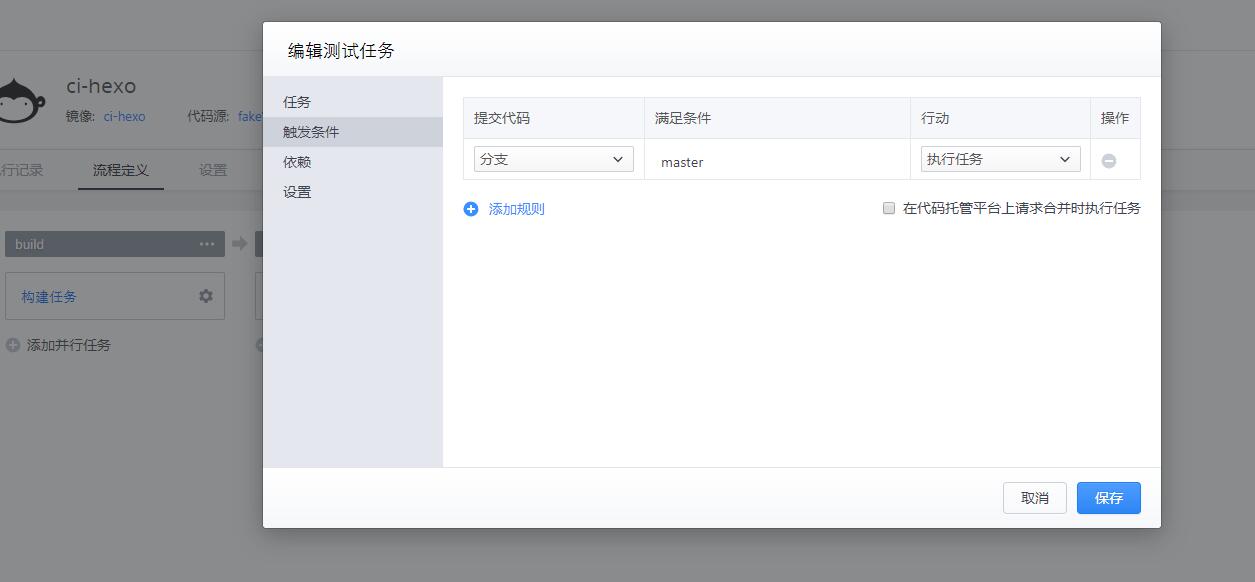 编辑测试任务
ci-hexo
镜像: ci-hexo 代码源: fake
行记录 流程定义 设置
build
构建任务
添加并行任务
任务
触发条件
依赖
设置
提交代码 满足条件 行动 操作
分支 master 执行任务
添加规则 在代码托管平台上请求合并时执行任务
取消 保存